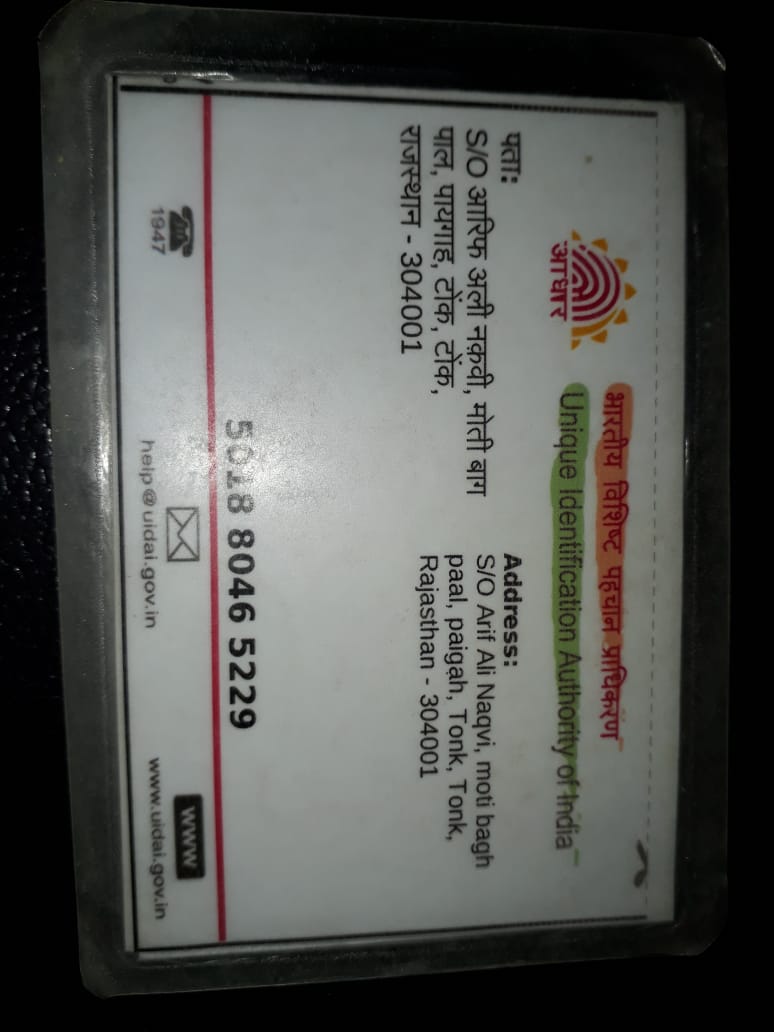 भारतीय विशिष्ट पहचान प्राधिकरण
Unique Identification Authority of India
आधार
पताः
S/O आरिफ अली नक़वी, मोती बाग
पाल, पायगाह, टोंक, टोंक,
राजस्थान - 304001
Address:
S/O Arif Ali Naqvi, moti bagh
paal, paigah, Tonk, Tonk,
Rajasthan - 304001
8046 5229
1947
help@uidai.gov.in
www
www.uidai.gov.in